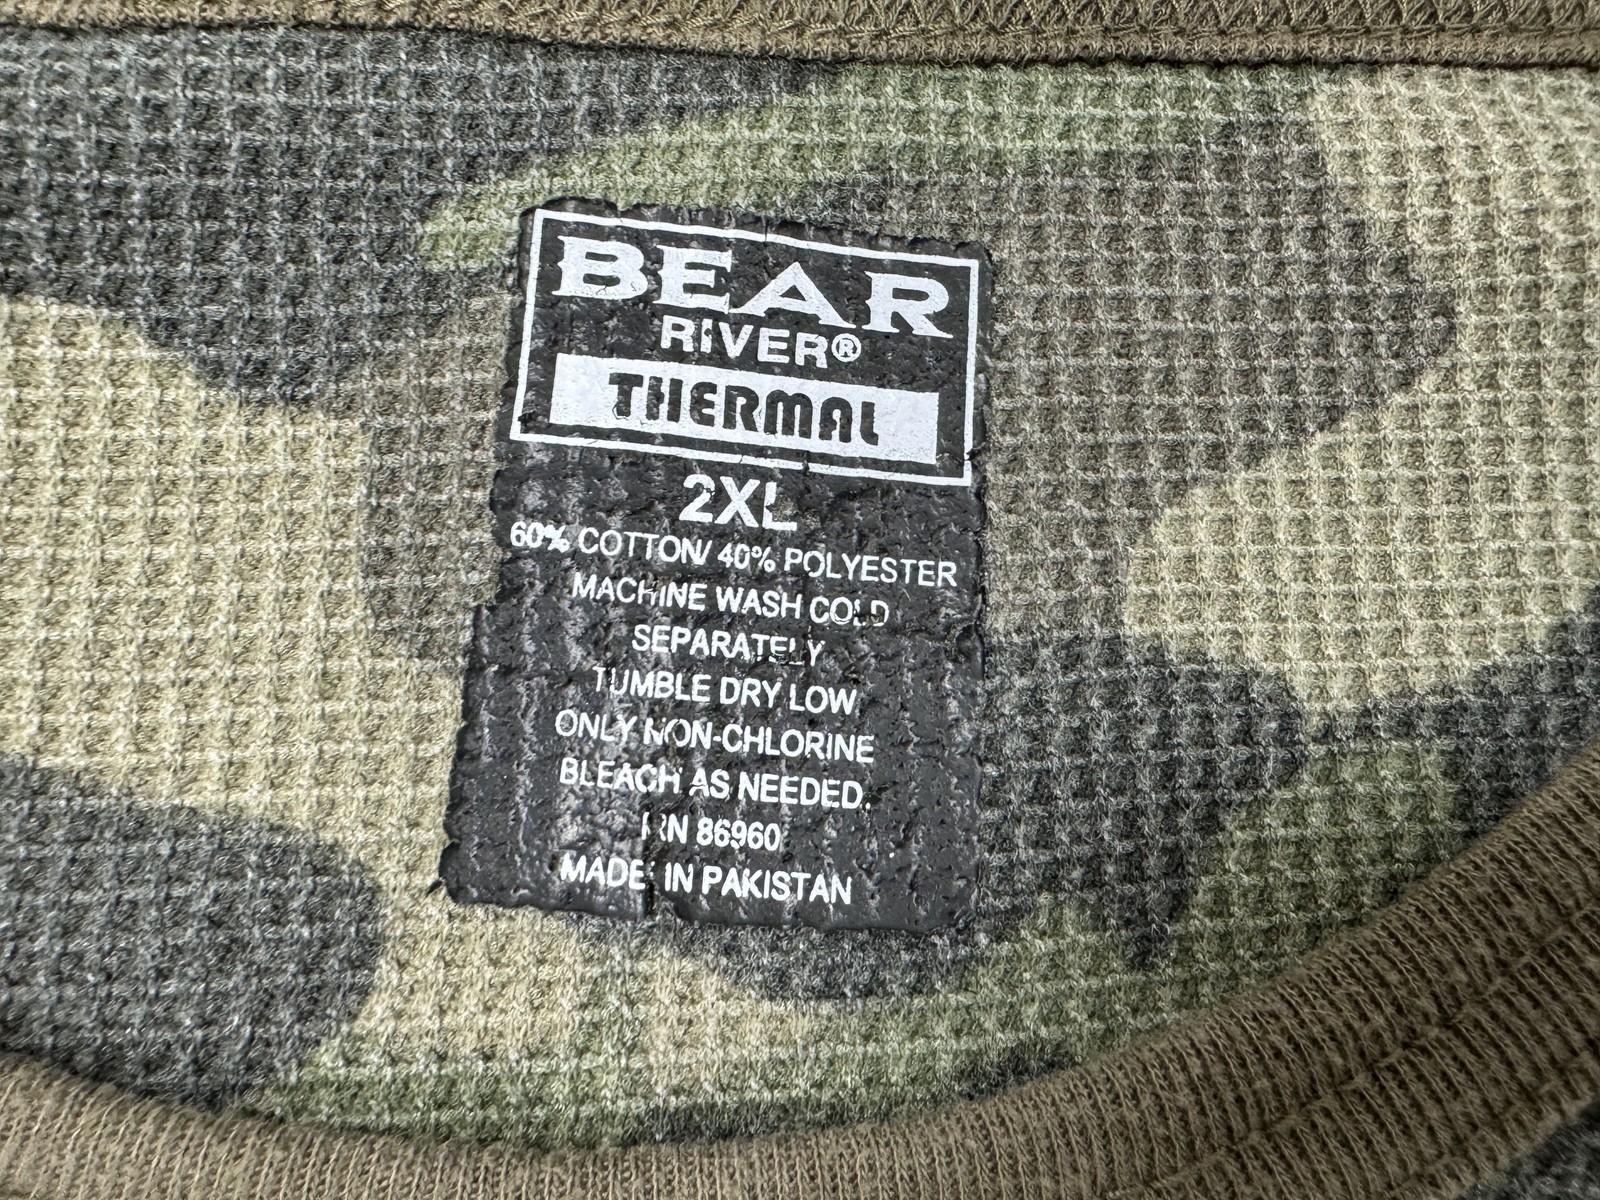 BEAR
RIVER®
THERMAL
2XL
60% COTTON/ 40% POLYESTER
MACHINE WASH COLD
SEPARATELY
TUMBLE DRY LOW
ONLY NON-CHLORINE
BLEACH AS NEEDED.
RN 86960
MADE IN PAKISTAN